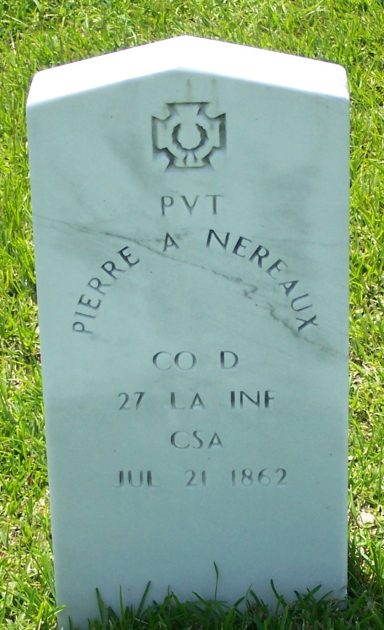 PVT
PIERRE A NEREAUX
CO D
27 LA INF
CSA
JUL 21 1862